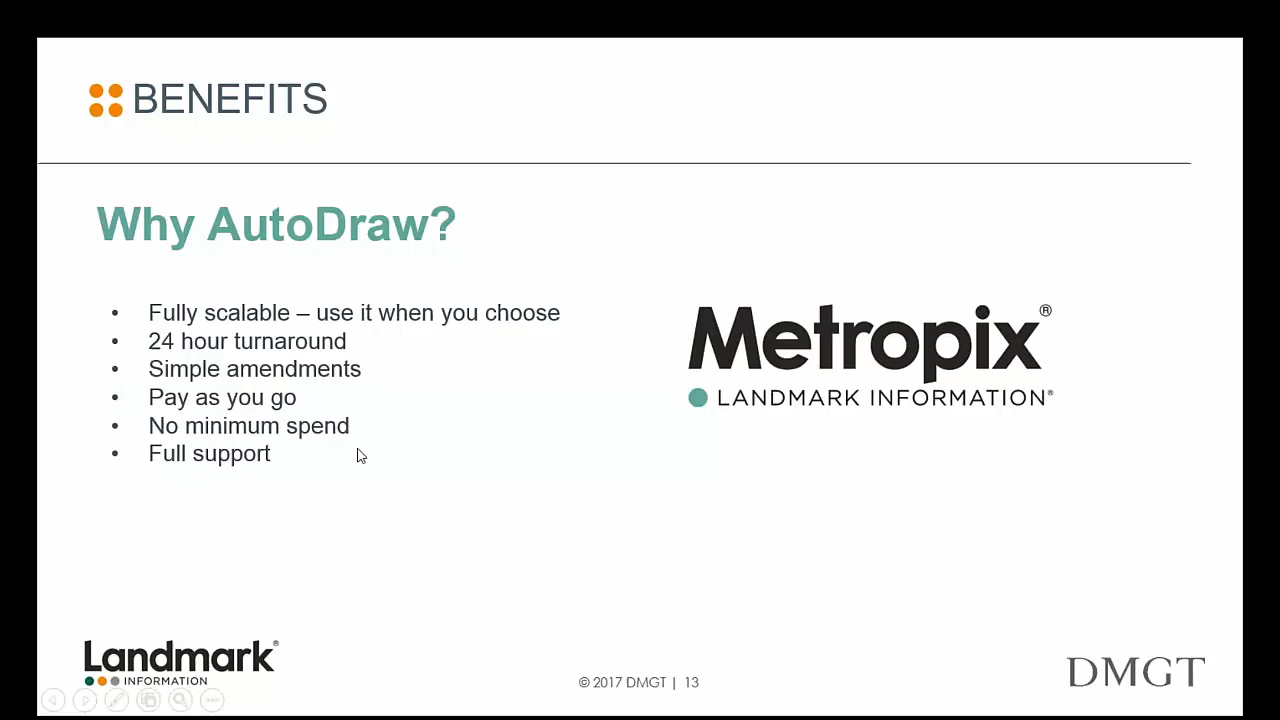 BENEFITS
Why AutoDraw?
• Fully scalable – use it when you choose
• 24 hour turnaround
• Simple amendments
• Pay as you go
• No minimum spend
• Full support
Metropix®
LANDMARK INFORMATION®
Landmark®
INFORMATION
© 2017 DMGT | 13
DMGT